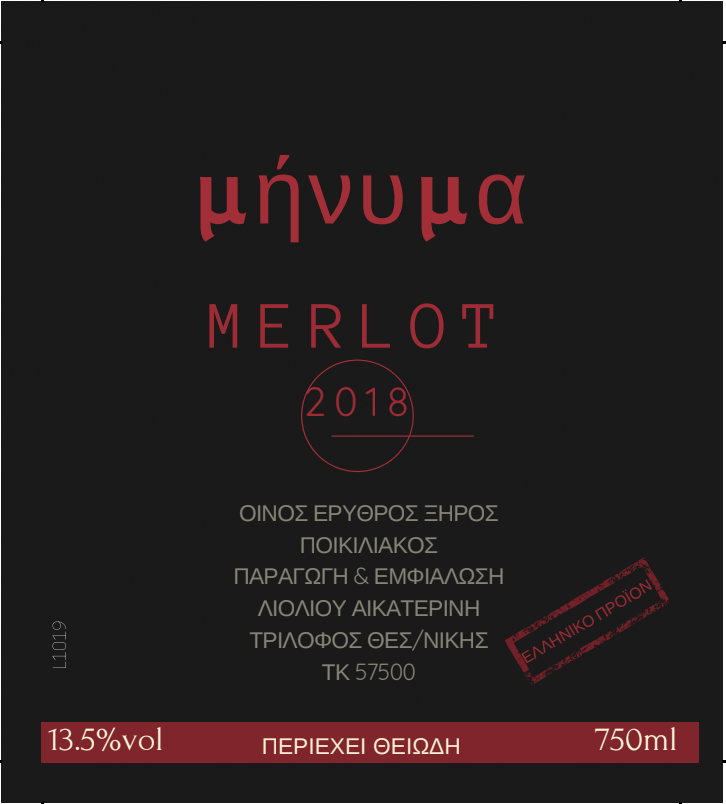 μήνυμα
MERLOT
2018
ΟΙΝΟΣ ΕΡΥΘΡΟΣ ΞΗΡΟΣ
ΠΟΙΚΙΛΙΑΚΟΣ
ΠΑΡΑΓΩΓΗ & ΕΜΦΙΑΛΩΣΗ
ΛΙΟΛΙΟΥ ΑΙΚΑΤΕΡΙΝΗ
ΤΡΙΛΟΦΟΣ ΘΕΣ/ΝΙΚΗΣ
ΤΚ 57500
ΕΛΛΗΝΙΚΟ ΠΡΟΪΟΝ
L1019
13.5%vol ΠΕΡΙΕΧΕΙ ΘΕΙΩΔΗ 750ml